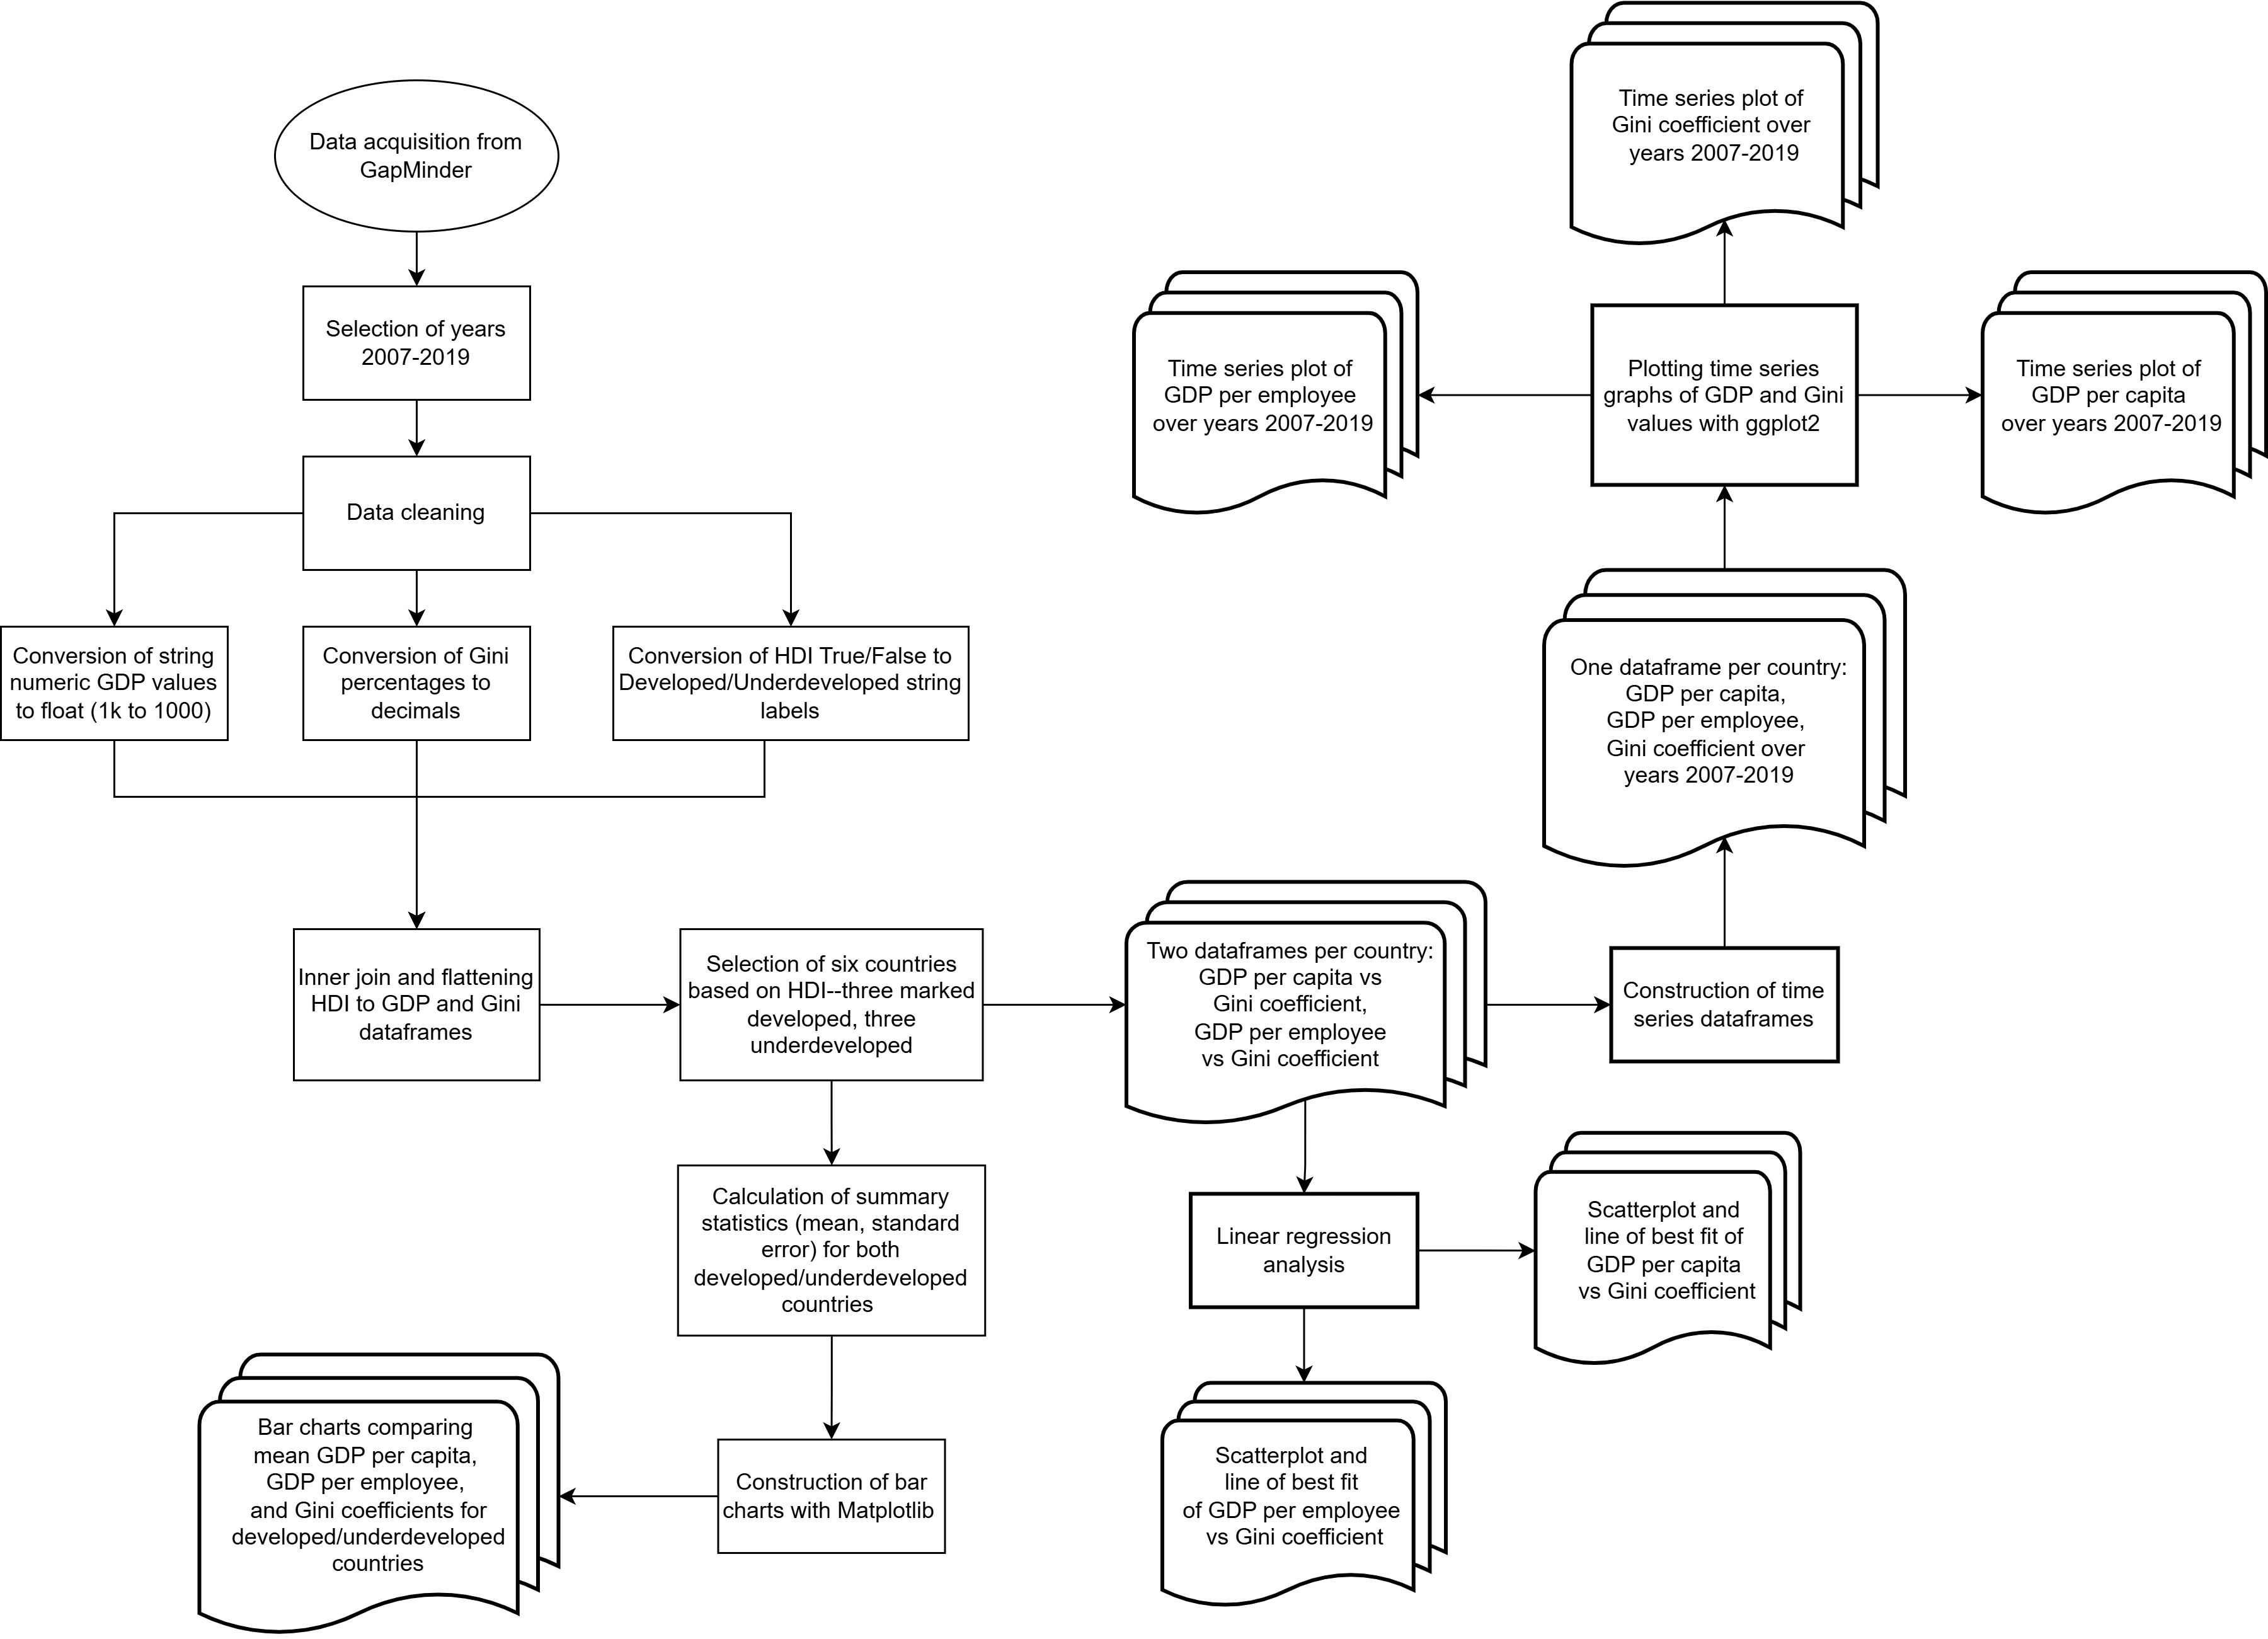 Data acquisition from
GapMinder
Selection of years
2007-2019
Data cleaning
Conversion of string
numeric GDP values
to float (1k to 1000)
Conversion of Gini
percentages to
decimals
Conversion of HDI True/False to
Developed/Underdeveloped string
labels
Inner join and flattening
HDI to GDP and Gini
dataframes
Selection of six countries
based on HDI--three marked
developed, three
underdeveloped
Calculation of summary
statistics (mean, standard
error) for both
developed/underdeveloped
countries
Construction of bar
charts with Matplotlib
Bar charts comparing
mean GDP per capita,
GDP per employee,
and Gini coefficients for
developed/underdeveloped
countries
Two dataframes per country:
GDP per capita vs
Gini coefficient,
GDP per employee
vs Gini coefficient
Linear regression
analysis
Scatterplot and
line of best fit of
GDP per capita
vs Gini coefficient
Scatterplot and
line of best fit
of GDP per employee
vs Gini coefficient
Construction of time
series dataframes
One dataframe per country:
GDP per capita,
GDP per employee,
Gini coefficient over
years 2007-2019
Plotting time series
graphs of GDP and Gini
values with ggplot2
Time series plot of
GDP per employee
over years 2007-2019
Time series plot of
Gini coefficient over
years 2007-2019
Time series plot of
GDP per capita
over years 2007-2019